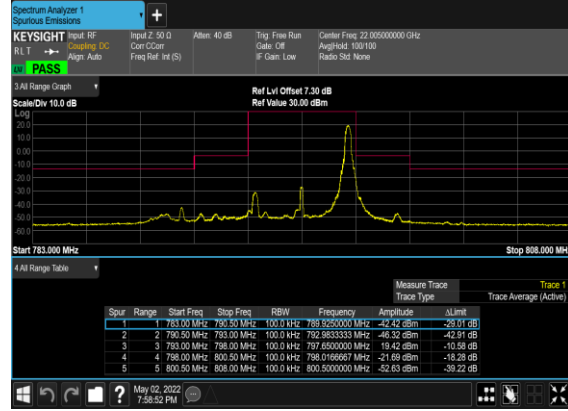 Spectrum Analyzer 1
Spurious Emissions
+
KEYSIGHT Input: RF Input Z: 50 Ω Atten: 40 dB Trig: Free Run Center Freq: 22.005000000 GHz
RLT Coupling: DC Corr CCorr Gate: Off Avg|Hold: 100/100
Align: Auto Freq Ref: Int (S) IF Gain: Low Radio Std: None
PASS
3.All Range Graph
Ref Lvl Offset 7.30 dB
Scale/Div 10.0 dB Ref Value 30.00 dBm
Log
20.0
10.0
0.00
-10.0
-20.0
-30.0
-40.0
-50.0
-60.0
Start 783.000 MHz Stop 808.000 MH
4.All Range Table
Measure Trace Trace 1
Trace Type Trace Average (Active)
Spur Range Start Freq Stop Freq RBW Frequency Amplitude ΔLimit
1 1 783.00 MHz 790.50 MHz 100.0 kHz 789.9250000 MHz -42.42 dBm -29.01 dB
2 2 790.50 MHz 793.00 MHz 100.0 kHz 792.9833333 MHz -46.32 dBm -42.91 dB
3 3 793.00 MHz 798.00 MHz 100.0 kHz 797.6500000 MHz 19.42 dBm -10.58 dB
4 4 798.00 MHz 800.50 MHz 100.0 kHz 798.0166667 MHz -21.69 dBm -18.28 dB
5 5 800.50 MHz 808.00 MHz 100.0 kHz 800.5000000 MHz -52.63 dBm -39.22 dB
? May 02, 2022
7:58:52 PM